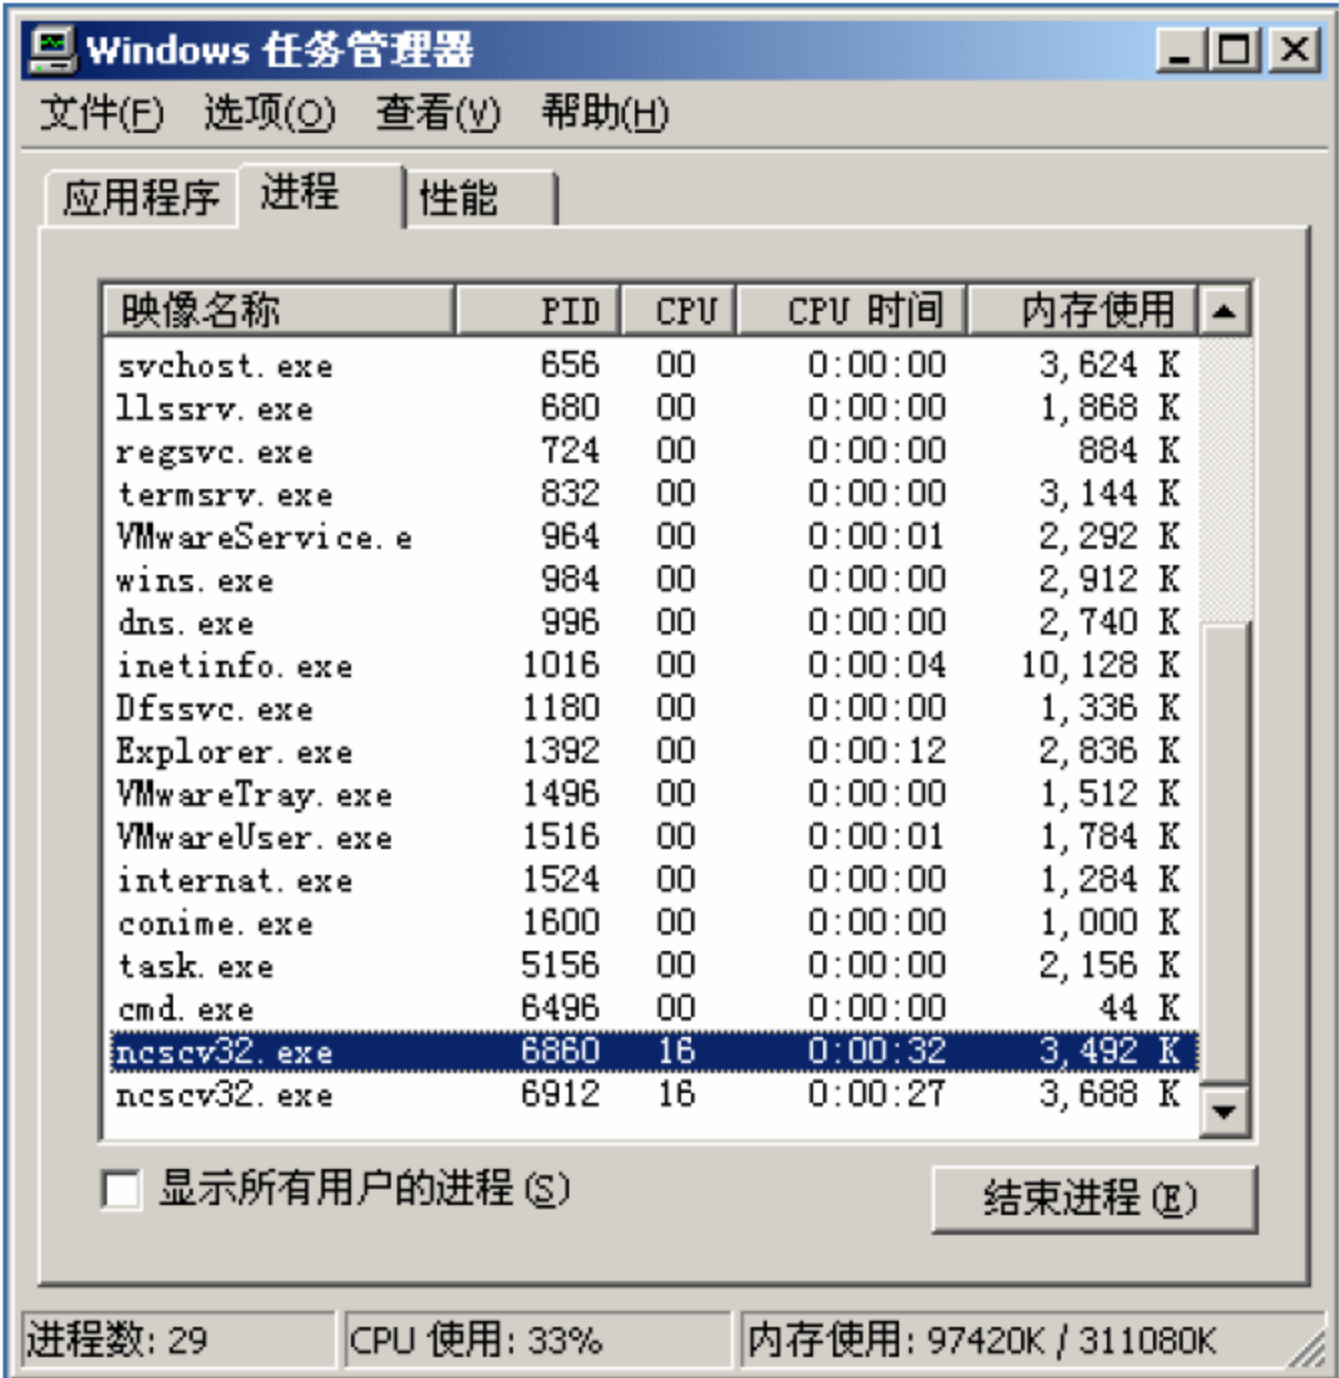 Windows 任务管理器
文件(F) 选项(O) 查看(V) 帮助(H)
应用程序 进程 性能
映像名称 PID CPU CPU 时间 内存使用
svchost.exe 656 00 0:00:00 3,624 K
llssrv.exe 680 00 0:00:00 1,868 K
regsvc.exe 724 00 0:00:00 884 K
termsrv.exe 832 00 0:00:00 3,144 K
VMwareService.e 964 00 0:00:01 2,292 K
wins.exe 984 00 0:00:00 2,912 K
dns.exe 996 00 0:00:00 2,740 K
inetinfo.exe 1016 00 0:00:04 10,128 K
Dfssvc.exe 1180 00 0:00:00 1,336 K
Explorer.exe 1392 00 0:00:12 2,836 K
VMwareTray.exe 1496 00 0:00:00 1,512 K
VMwareUser.exe 1516 00 0:00:01 1,784 K
internat.exe 1524 00 0:00:00 1,284 K
conime.exe 1600 00 0:00:00 1,000 K
task.exe 5156 00 0:00:00 2,156 K
cmd.exe 6496 00 0:00:00 44 K
ncscv32.exe 6860 16 0:00:32 3,492 K
ncscv32.exe 6912 16 0:00:27 3,688 K
显示所有用户的进程(S) 结束进程(E)
进程数: 29 CPU 使用: 33% 内存使用: 97420K / 311080K